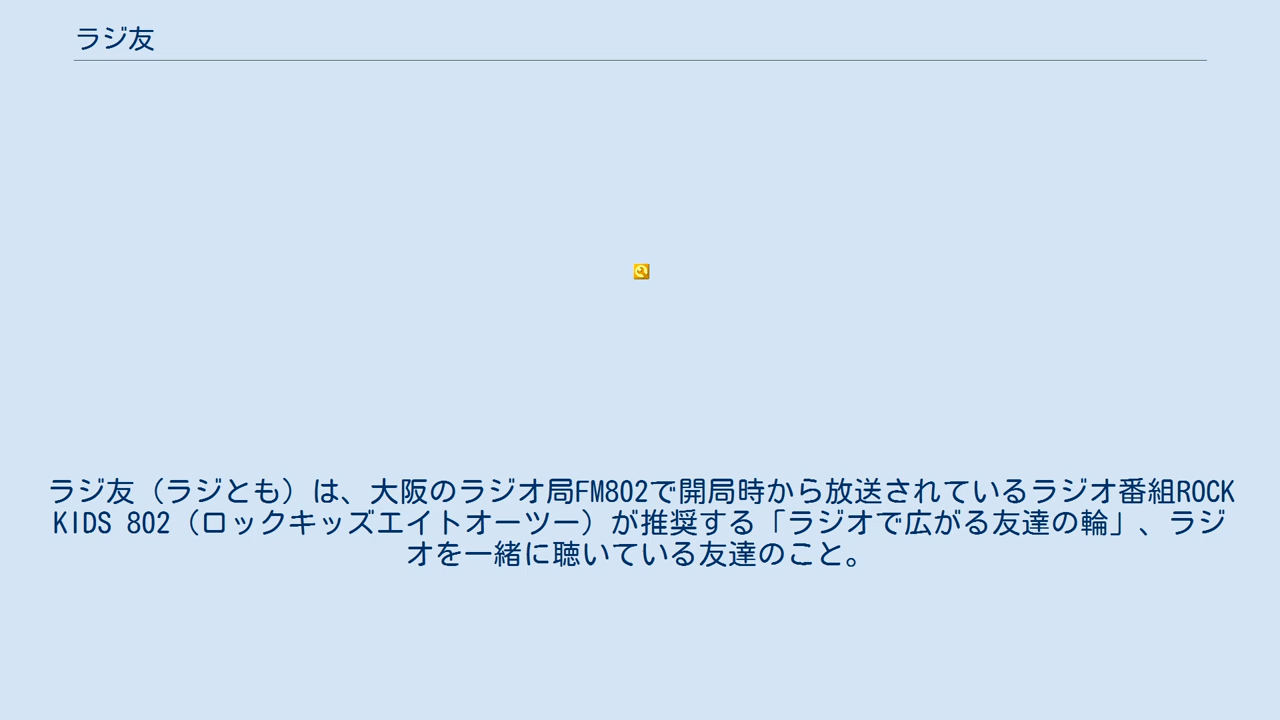 ラジ友
ラジ友（ラジとも）は、大阪のラジオ局FM802で開局時から放送されているラジオ番組ROCK
KIDS 802（ロックキッズエイトオーツー）が推奨する「ラジオで広がる友達の輪」、ラジ
オを一緒に聴いている友達のこと。